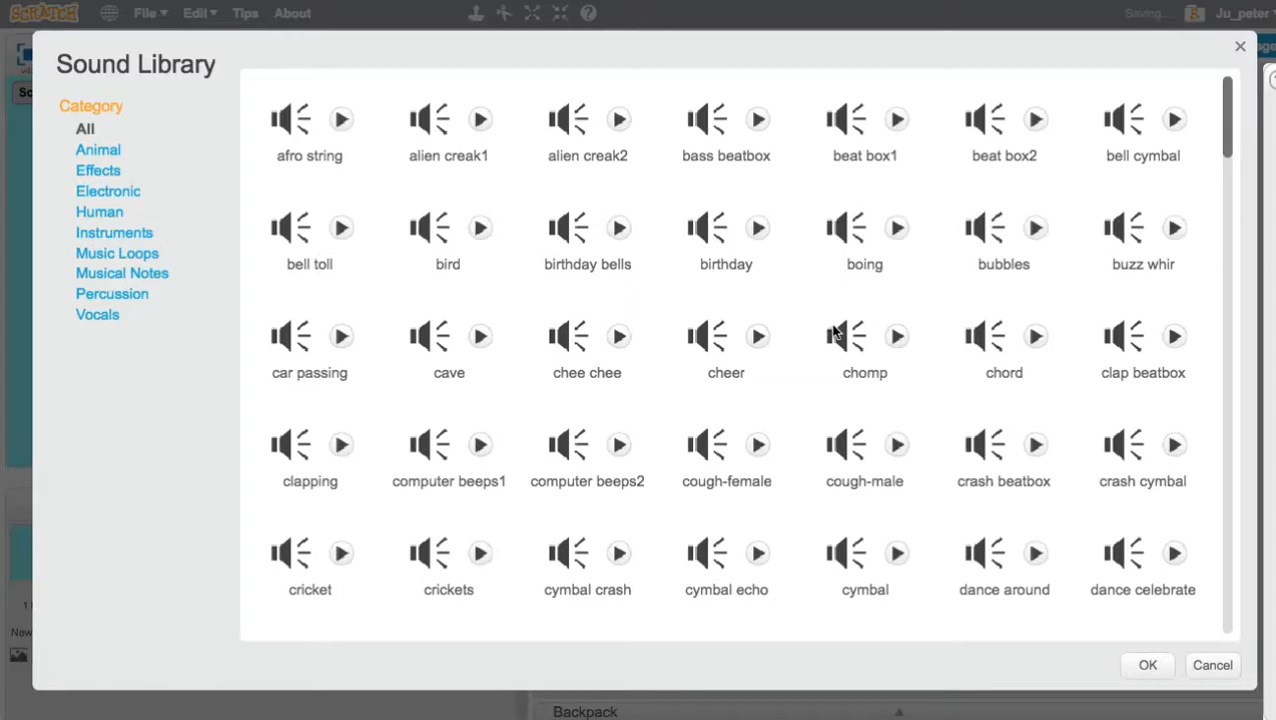 SCRATCH File Edit Tips About Saving... Ju_peter
Sound Library
Category
All
Animal
Effects
Electronic
Human
Instruments
Music Loops
Musical Notes
Percussion
Vocals
afro string alien creak1 alien creak2 bass beatbox beat box1 beat box2 bell cymbal
bell toll bird birthday bells birthday boing bubbles buzz whir
car passing cave chee chee cheer chomp chord clap beatbox
clapping computer beeps1 computer beeps2 cough-female cough-male crash beatbox crash cymbal
cricket crickets cymbal crash cymbal echo cymbal dance around dance celebrate
OK Cancel
Backpack